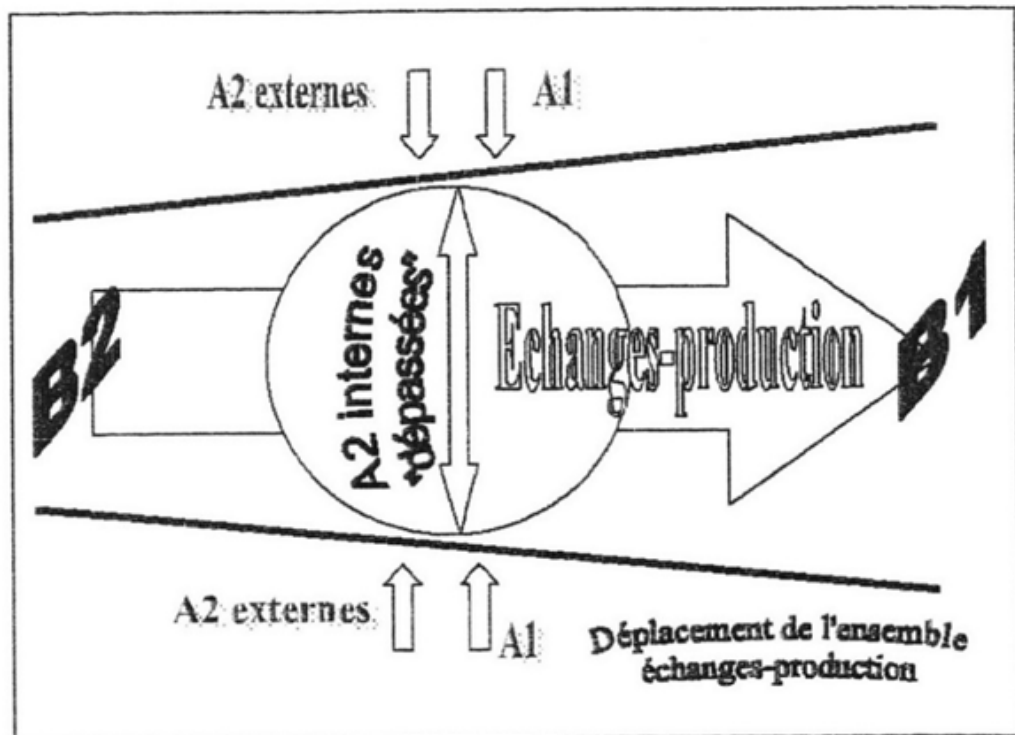 A2 externes
A1
B2
A2 internes
"dépassées"
Echanges-production
B1
A2 externes
A1
Déplacement de l'ensemble
échanges-production